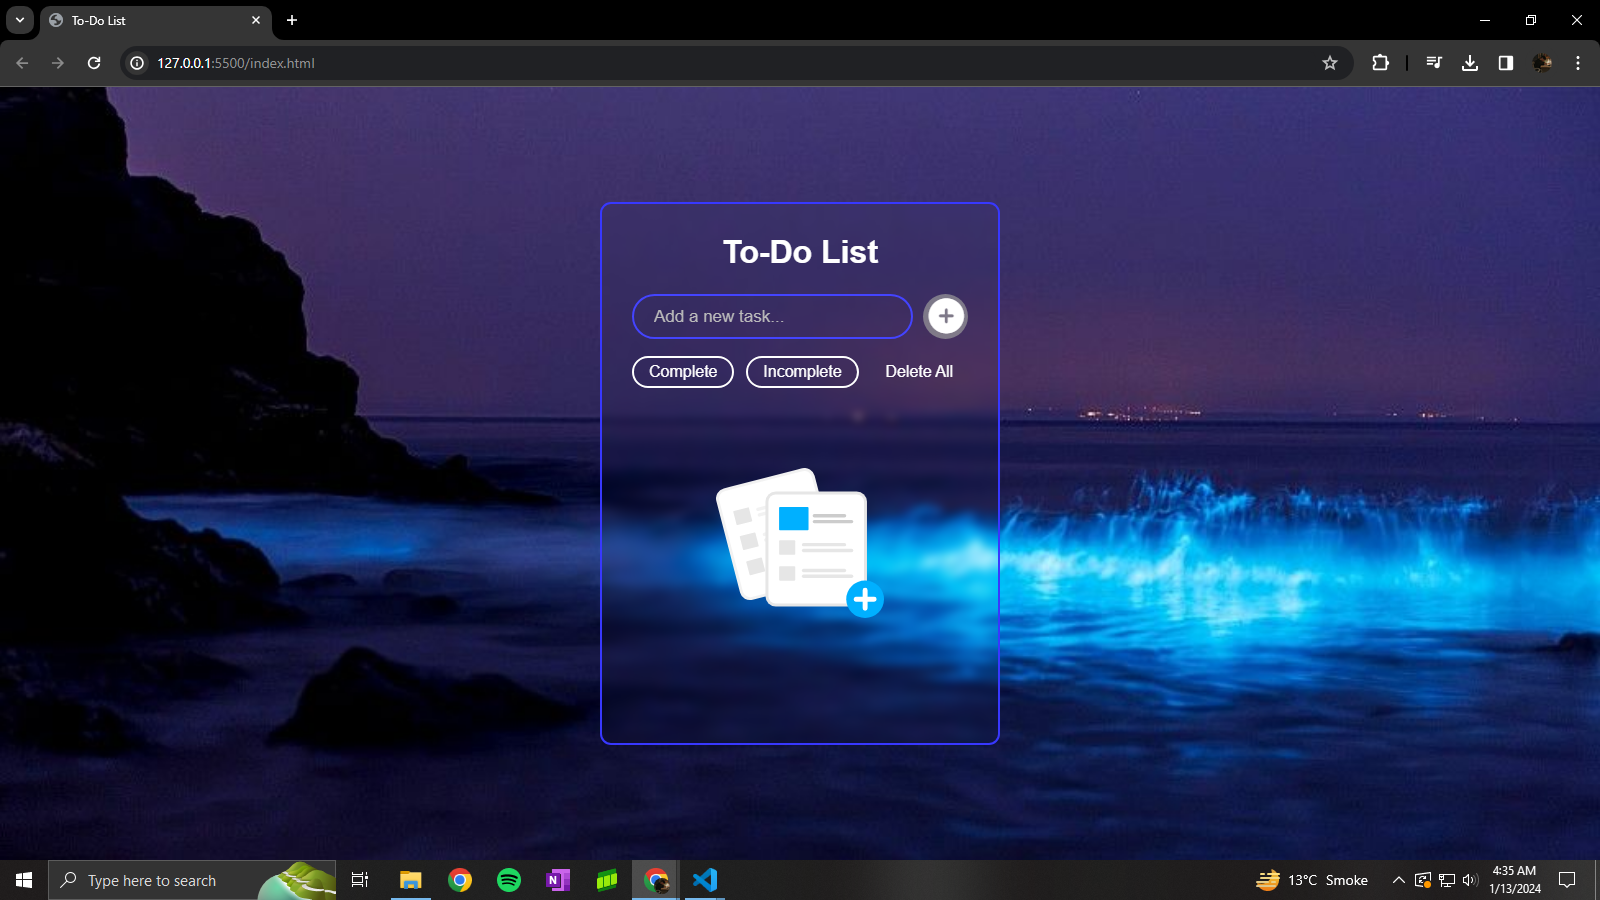 To-Do List
127.0.0.1:5500/index.html
To-Do List
Add a new task...
Complete Incomplete Delete All
Type here to search
N
13°C Smoke
4:35 AM
1/13/2024